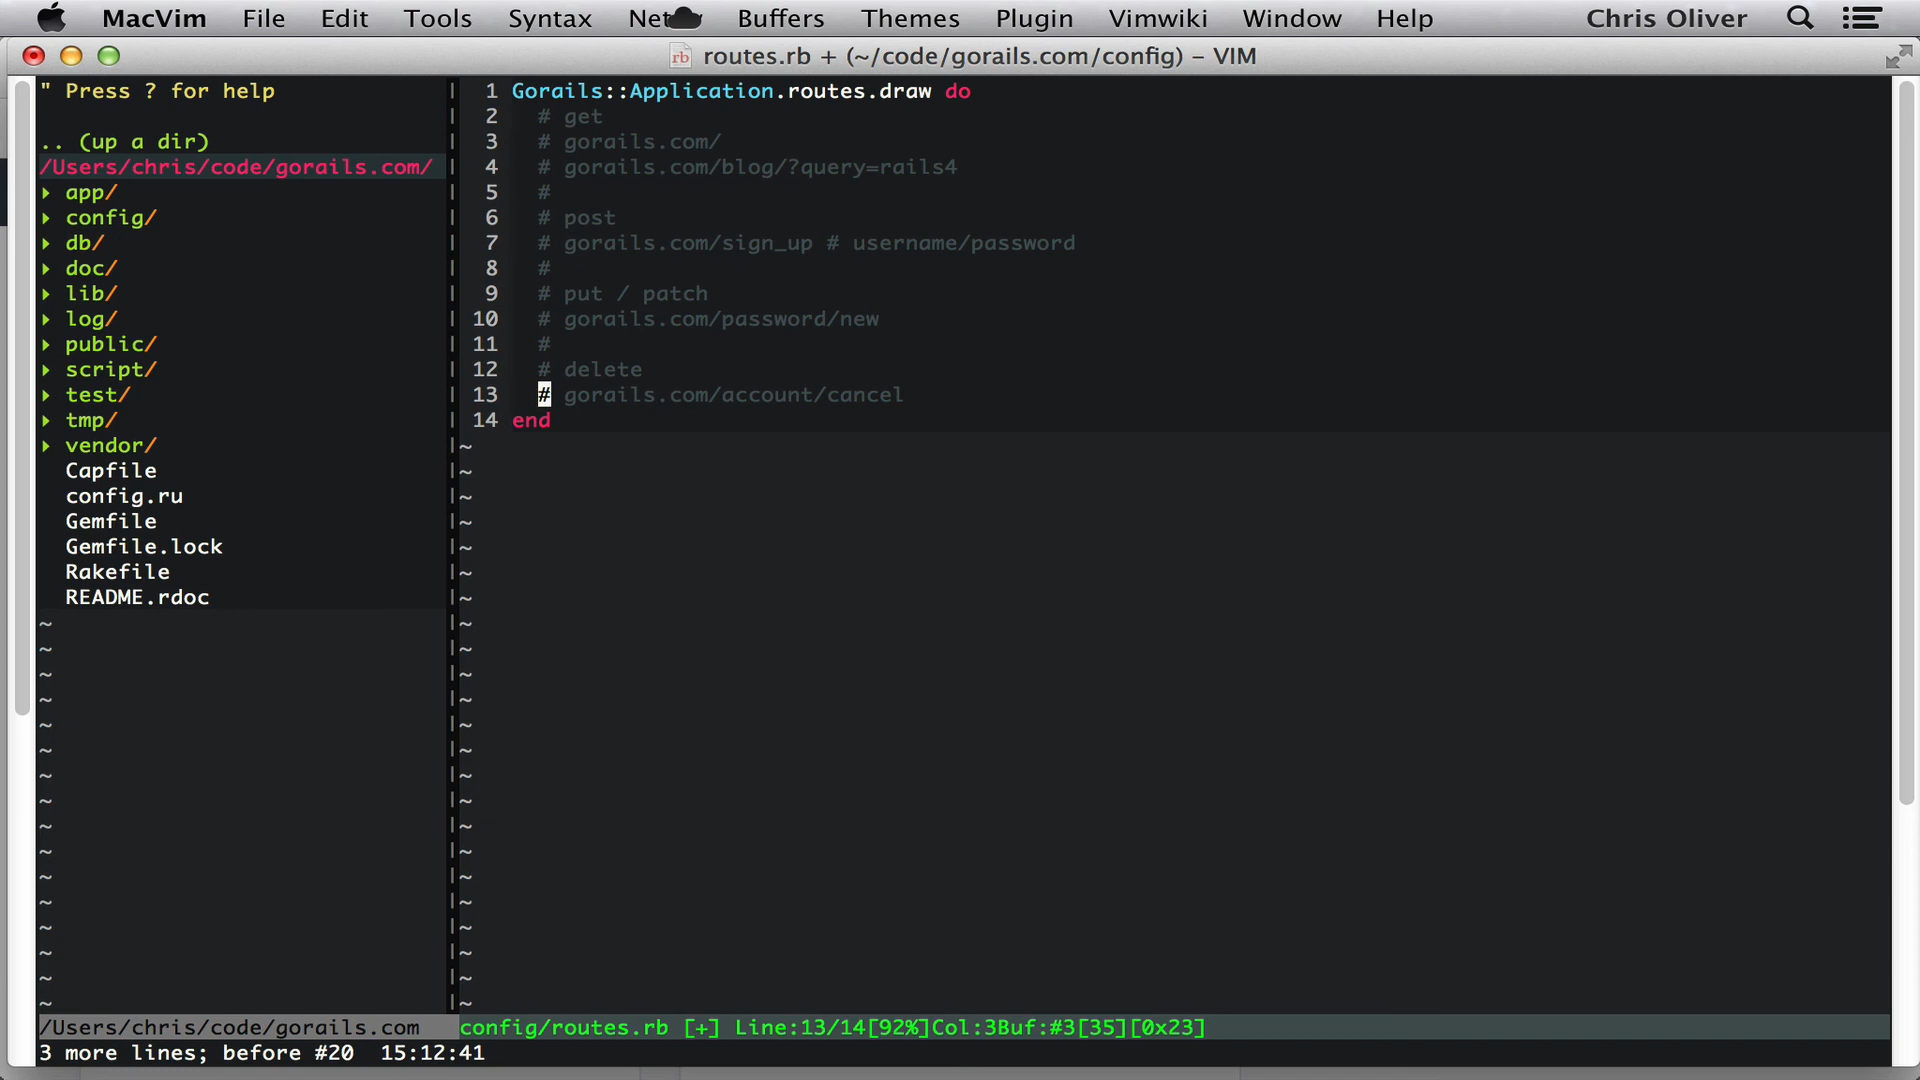 MacVim File Edit Tools Syntax Net Buffers Themes Plugin Vimwiki Window Help Chris Oliver
routes.rb + (~/code/gorails.com/config) – VIM
" Press ? for help
.. (up a dir)
/Users/chris/code/gorails.com/
▸ app/
▸ config/
▸ db/
▸ doc/
▸ lib/
▸ log/
▸ public/
▸ script/
▸ test/
▸ tmp/
▸ vendor/
Capfile
config.ru
Gemfile
Gemfile.lock
Rakefile
README.rdoc
1 Gorails::Application.routes.draw do
2 # get
3 # gorails.com/
4 # gorails.com/blog/?query=rails4
5 #
6 # post
7 # gorails.com/sign_up # username/password
8 #
9 # put / patch
10 # gorails.com/password/new
11 #
12 # delete
13 # gorails.com/account/cancel
14 end
/Users/chris/code/gorails.com config/routes.rb [+] Line:13/14[92%]Col:3Buf:#3[35][0x23]
3 more lines; before #20 15:12:41